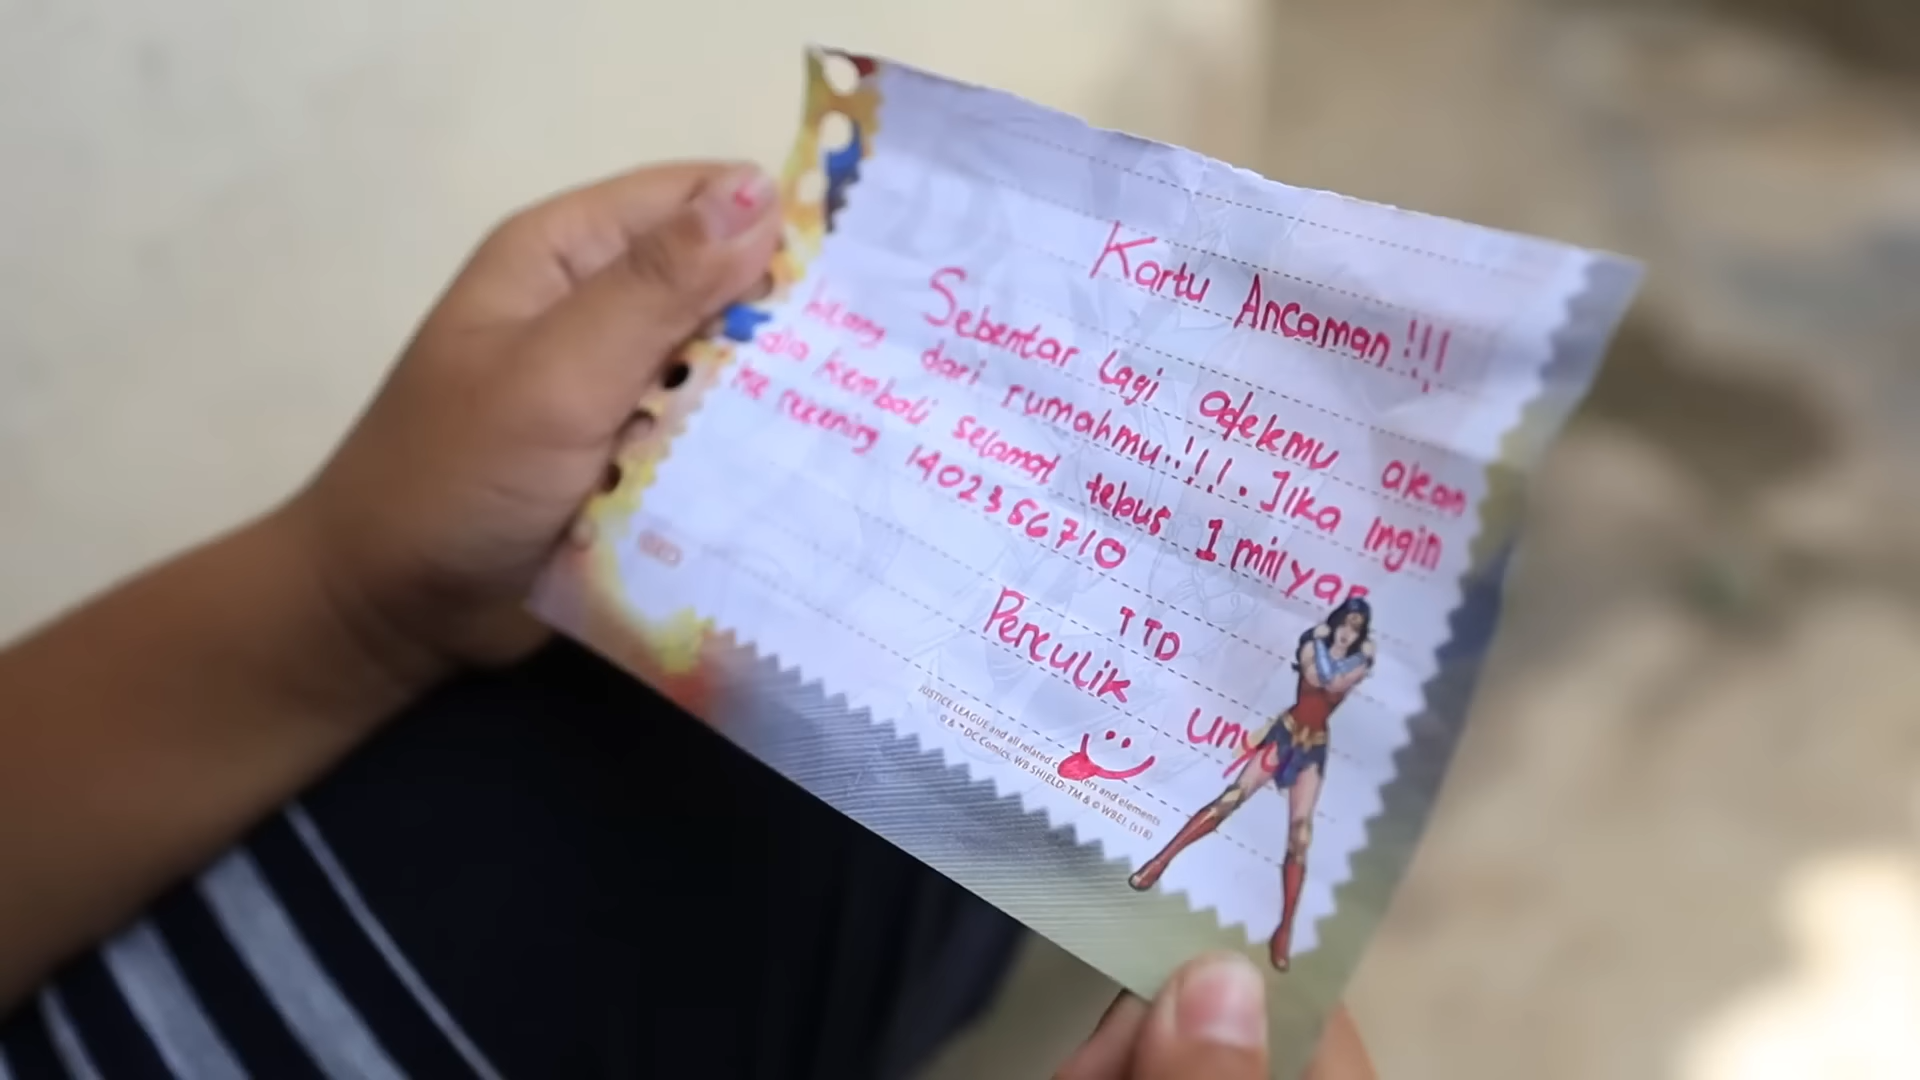 Kartu Ancaman!!!
Sebentar lagi adekmu akan
hilang dari rumahmu!!!. Jika Ingin
dia kembali selamat tebus 1 milyar
ke rekening 1402356710
TTD
Penculik Unyu
JUSTICE LEAGUE and all related characters and elements
© & ™ DC Comics. WB SHIELD: TM & © WBEI. (s18)